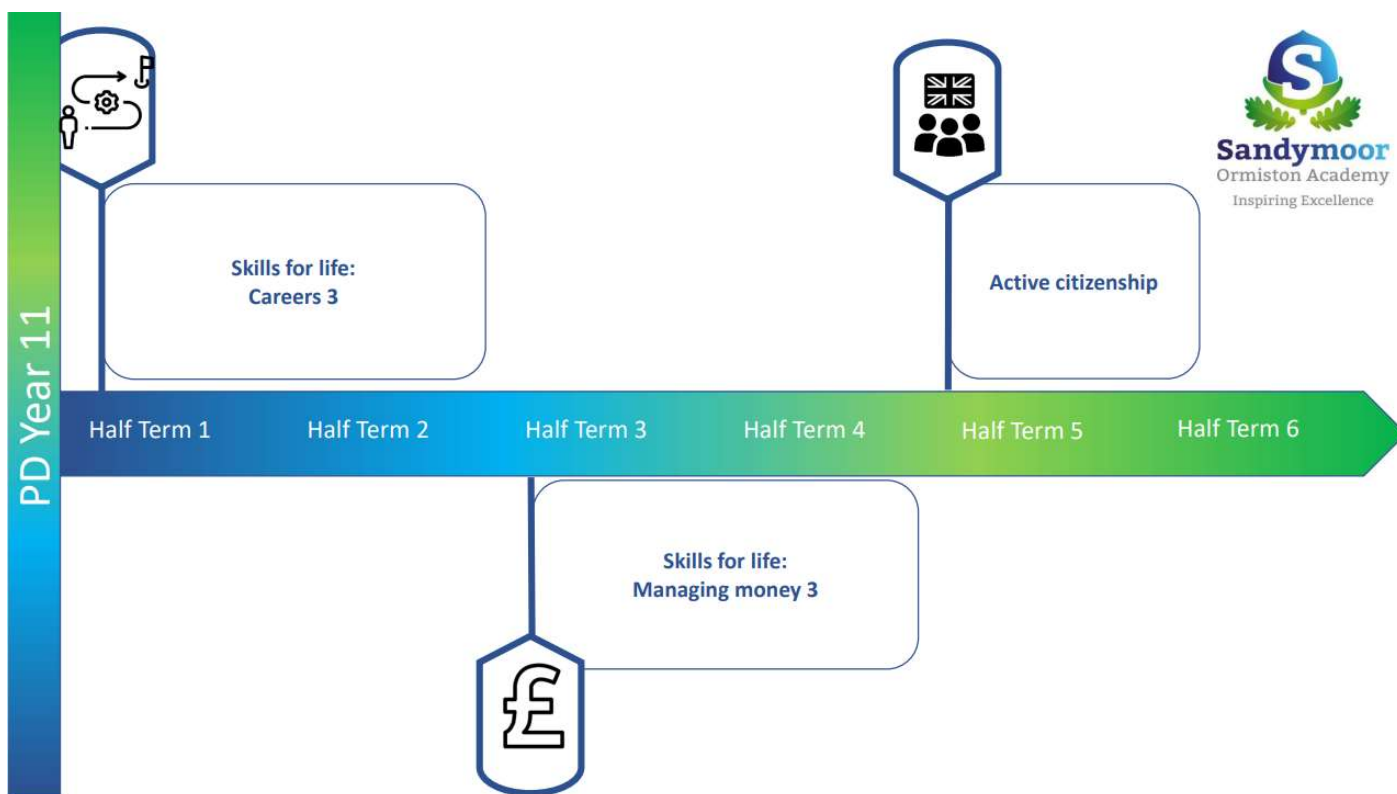 PD Year 11
Sandymoor
Ormiston Academy
Inspiring Excellence
Skills for life:
Careers 3
Active citizenship
Half Term 1
Half Term 2
Half Term 3
Half Term 4
Half Term 5
Half Term 6
Skills for life:
Managing money 3
£